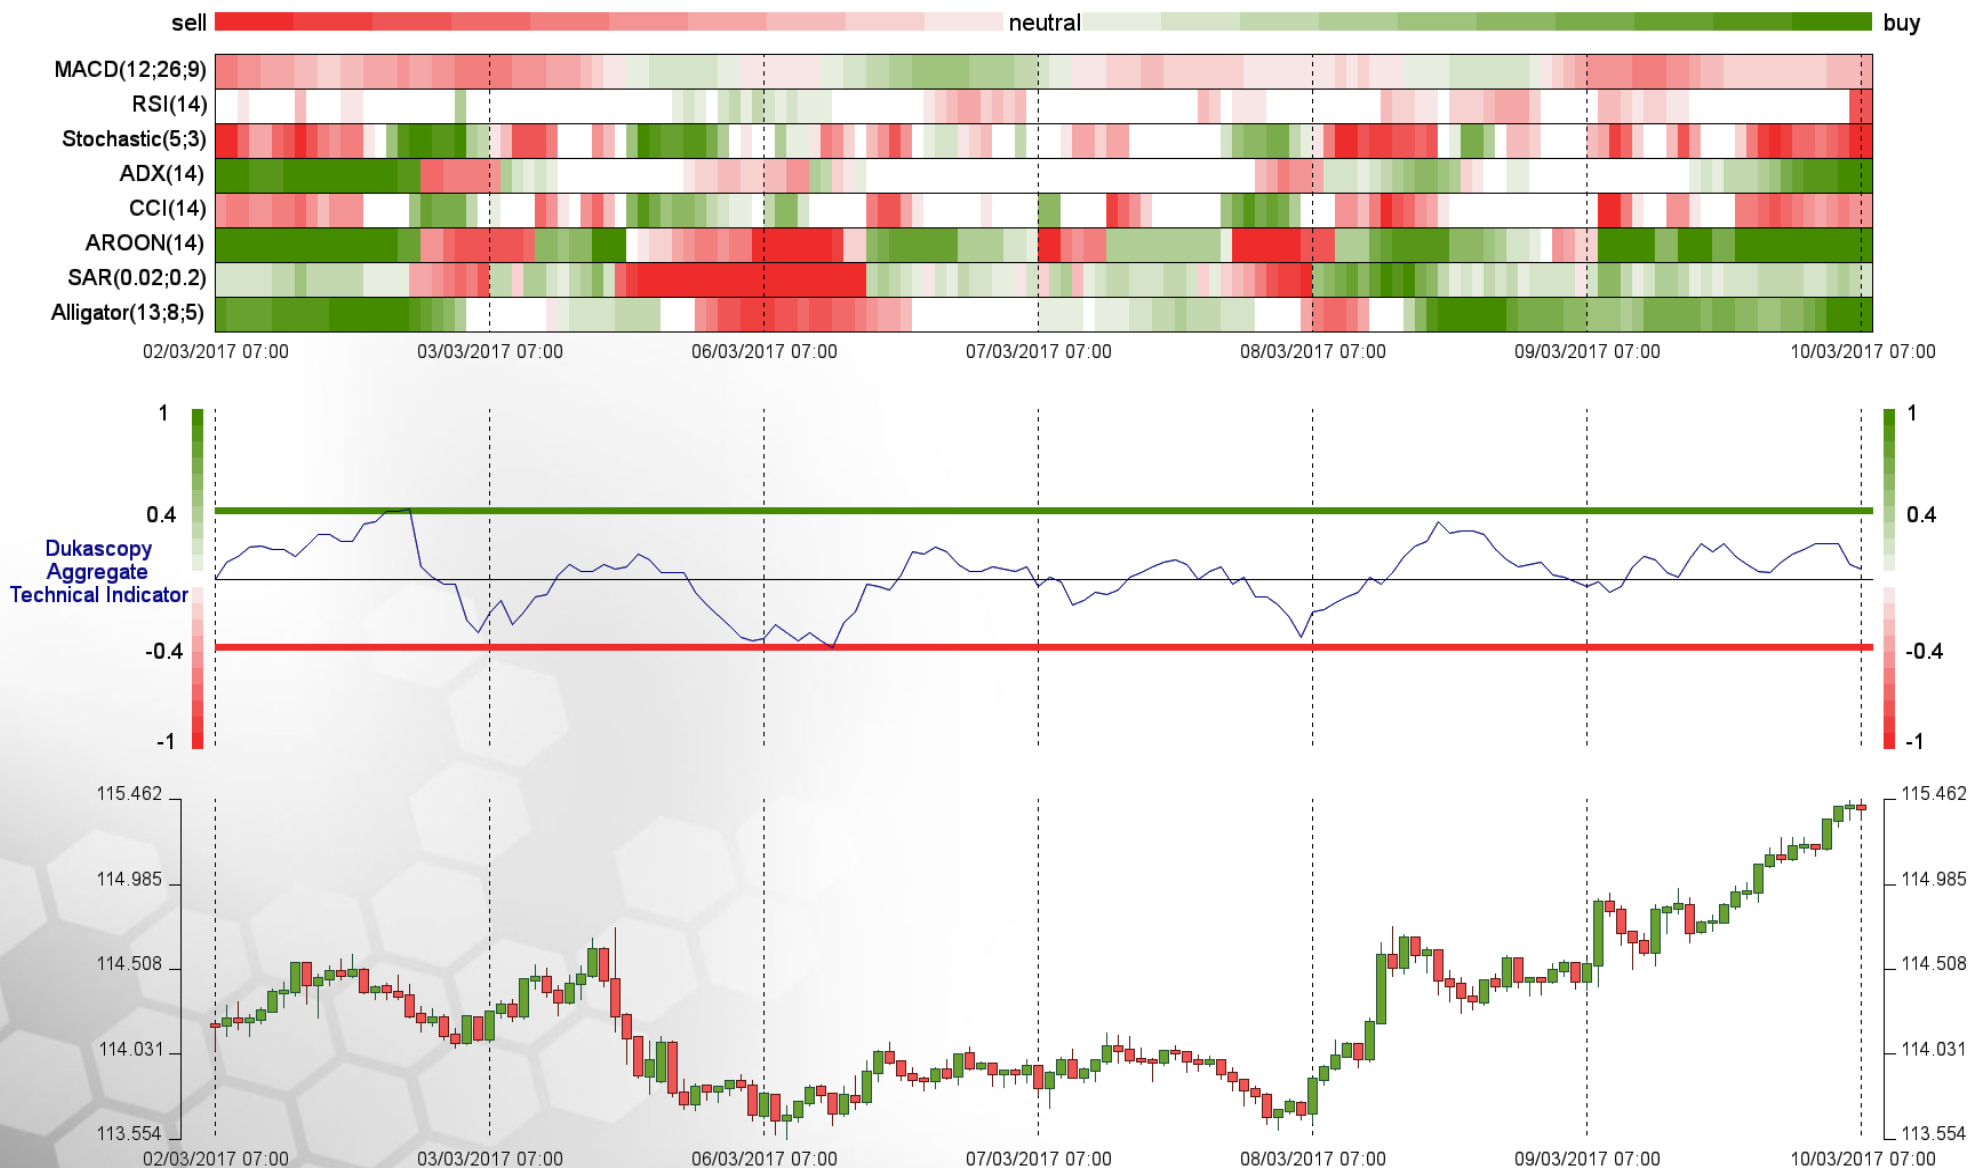 sell neutral buy
MACD(12;26;9)
RSI(14)
Stochastic(5;3)
ADX(14)
CCI(14)
AROON(14)
SAR(0.02;0.2)
Alligator(13;8;5)
02/03/2017 07:00 03/03/2017 07:00 06/03/2017 07:00 07/03/2017 07:00 08/03/2017 07:00 09/03/2017 07:00 10/03/2017 07:00
1 1
0.4 0.4
Dukascopy
Aggregate
Technical Indicator
-0.4 -0.4
-1 -1
115.462 115.462
114.985 114.985
114.508 114.508
114.031 114.031
113.554 113.554
02/03/2017 07:00 03/03/2017 07:00 06/03/2017 07:00 07/03/2017 07:00 08/03/2017 07:00 09/03/2017 07:00 10/03/2017 07:00